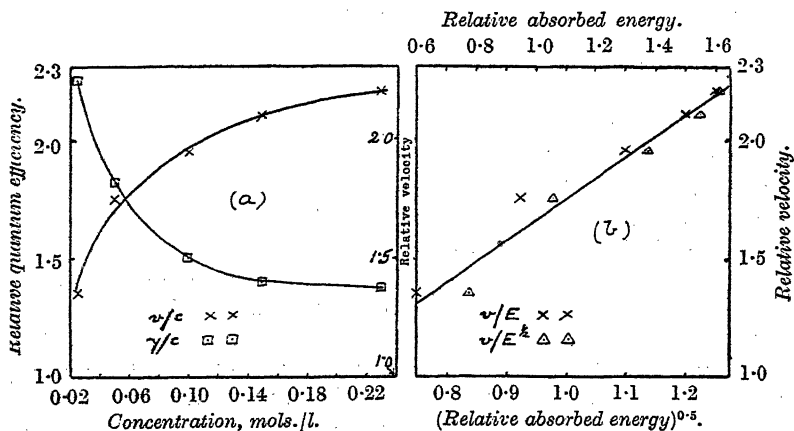 Relative absorbed energy.
0·6 0·8 1·0 1·2 1·4 1·6
2·3
2·0
1·5
1·0
Relative quantum efficiency.
(a)
v/c × ×
γ/c ⊡ ⊡
0·02 0·06 0·10 0·14 0·18 0·22
Concentration, mols./l.
2·0
1·5
1·0
Relative velocity
(b)
v/E × ×
v/E½ △ △
0·8 0·9 1·0 1·1 1·2
(Relative absorbed energy)0·5.
2·3
2·0
1·5
1·0
Relative velocity.